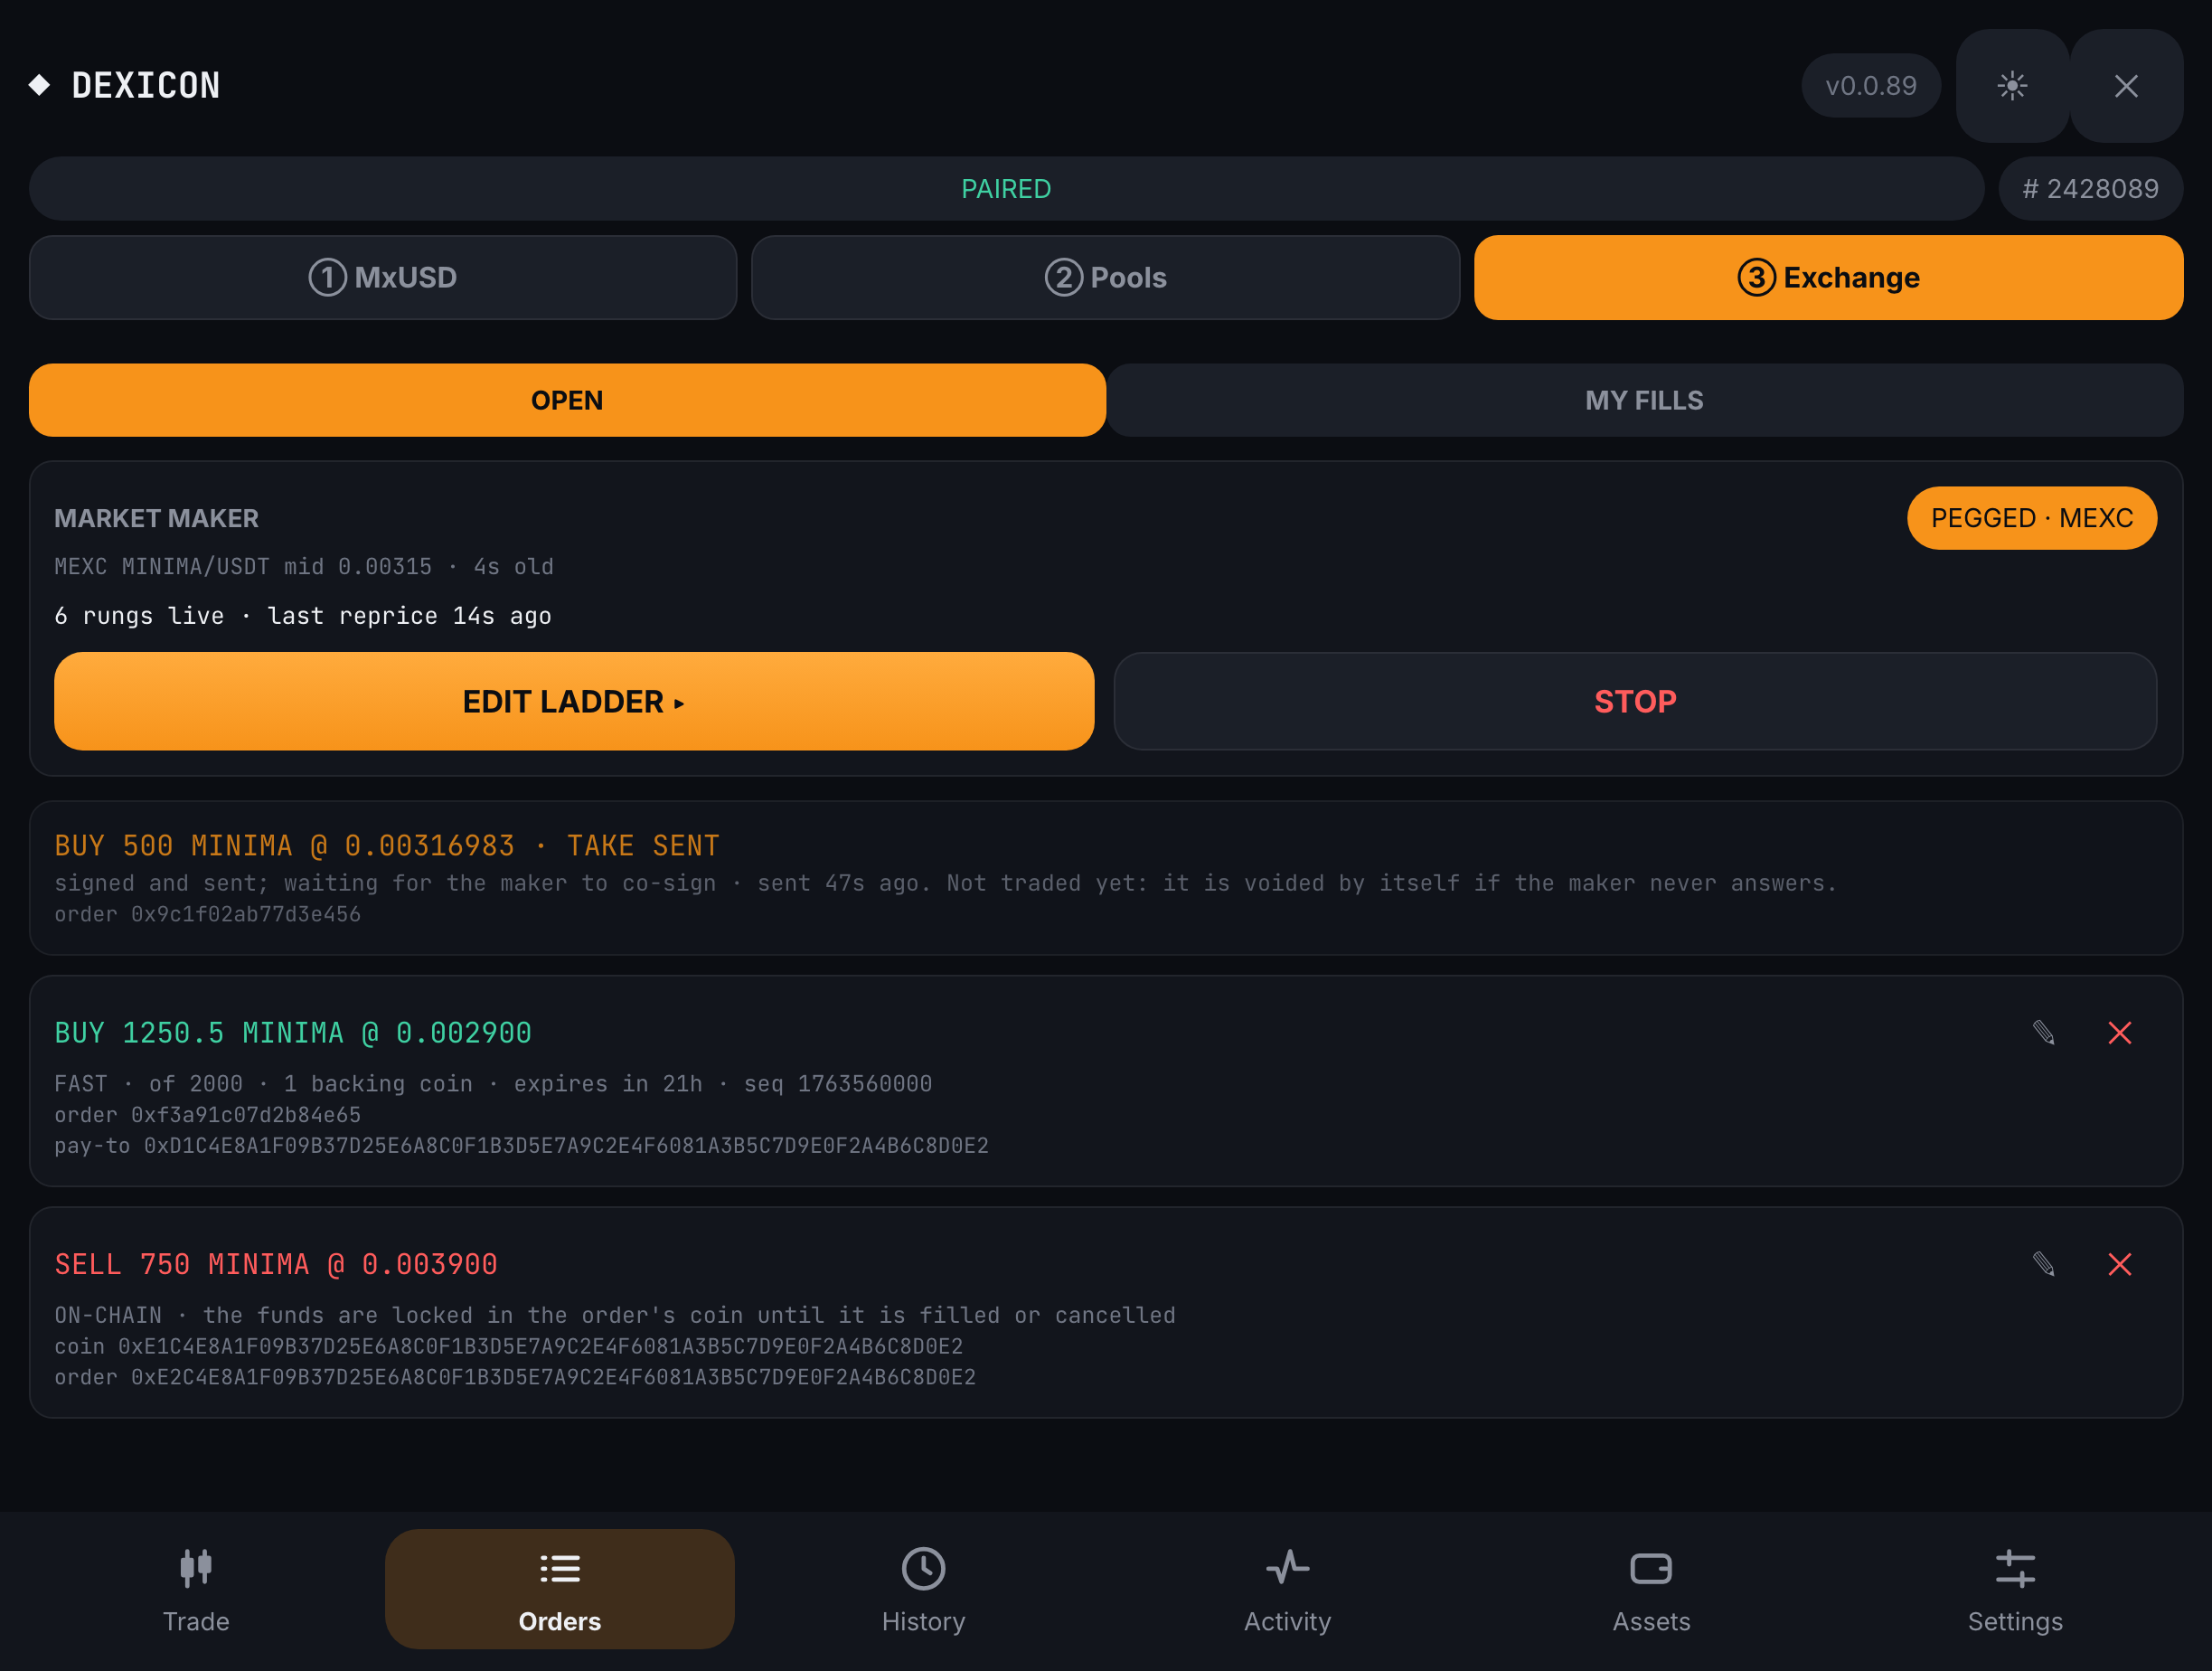 ◆ DEXICON
v0.0.89
PAIRED
# 2428089
① MxUSD
② Pools
③ Exchange
OPEN
MY FILLS
MARKET MAKER
PEGGED · MEXC
MEXC MINIMA/USDT mid 0.00315 · 4s old
6 rungs live · last reprice 14s ago
EDIT LADDER ▸
STOP
BUY 500 MINIMA @ 0.00316983 · TAKE SENT
signed and sent; waiting for the maker to co-sign · sent 47s ago. Not traded yet: it is voided by itself if the maker never answers.
order 0x9c1f02ab77d3e456
BUY 1250.5 MINIMA @ 0.002900
FAST · of 2000 · 1 backing coin · expires in 21h · seq 1763560000
order 0xf3a91c07d2b84e65
pay-to 0xD1C4E8A1F09B37D25E6A8C0F1B3D5E7A9C2E4F6081A3B5C7D9E0F2A4B6C8D0E2
SELL 750 MINIMA @ 0.003900
ON-CHAIN · the funds are locked in the order's coin until it is filled or cancelled
coin 0xE1C4E8A1F09B37D25E6A8C0F1B3D5E7A9C2E4F6081A3B5C7D9E0F2A4B6C8D0E2
order 0xE2C4E8A1F09B37D25E6A8C0F1B3D5E7A9C2E4F6081A3B5C7D9E0F2A4B6C8D0E2
Trade
Orders
History
Activity
Assets
Settings